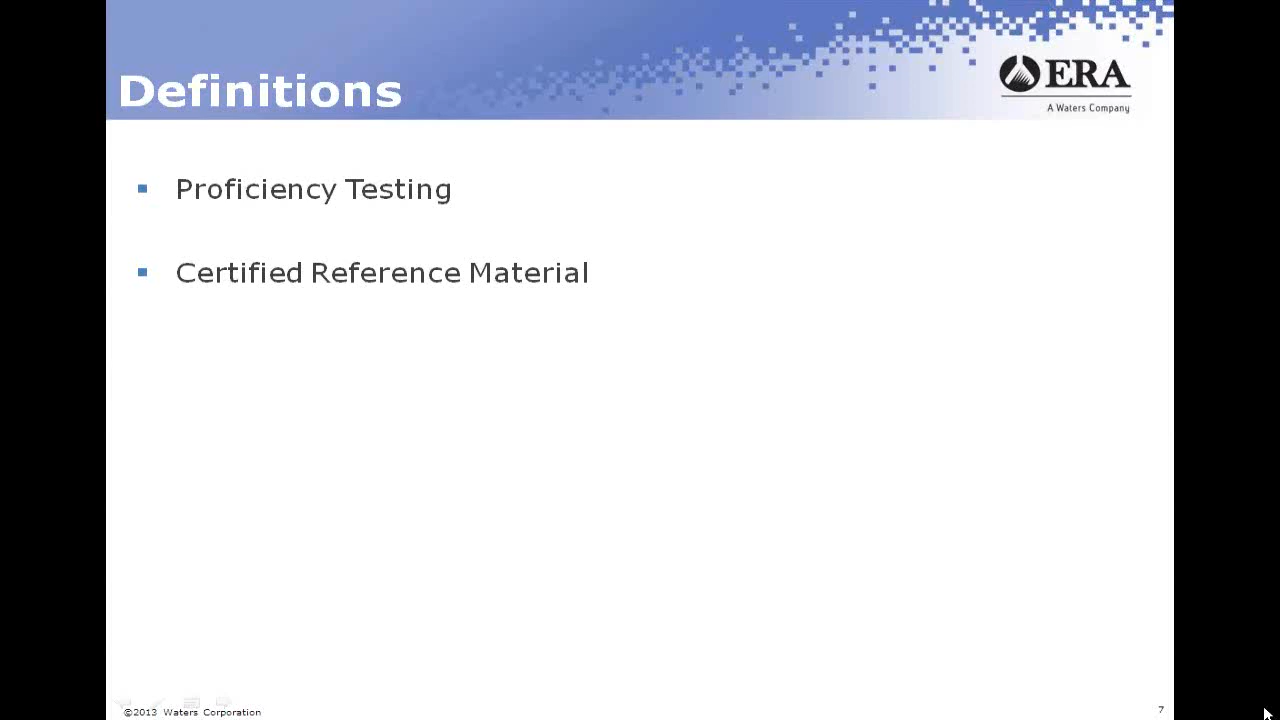 Definitions
ERA
A Waters Company
▪ Proficiency Testing
▪ Certified Reference Material
©2013 Waters Corporation
7